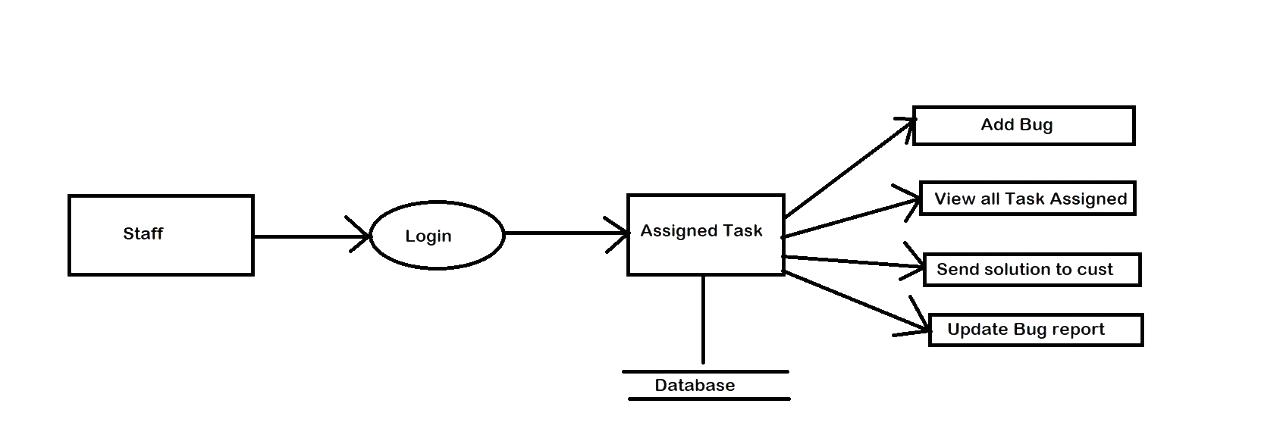 Staff
Login
Assigned Task
Add Bug
View all Task Assigned
Send solution to cust
Update Bug report
Database